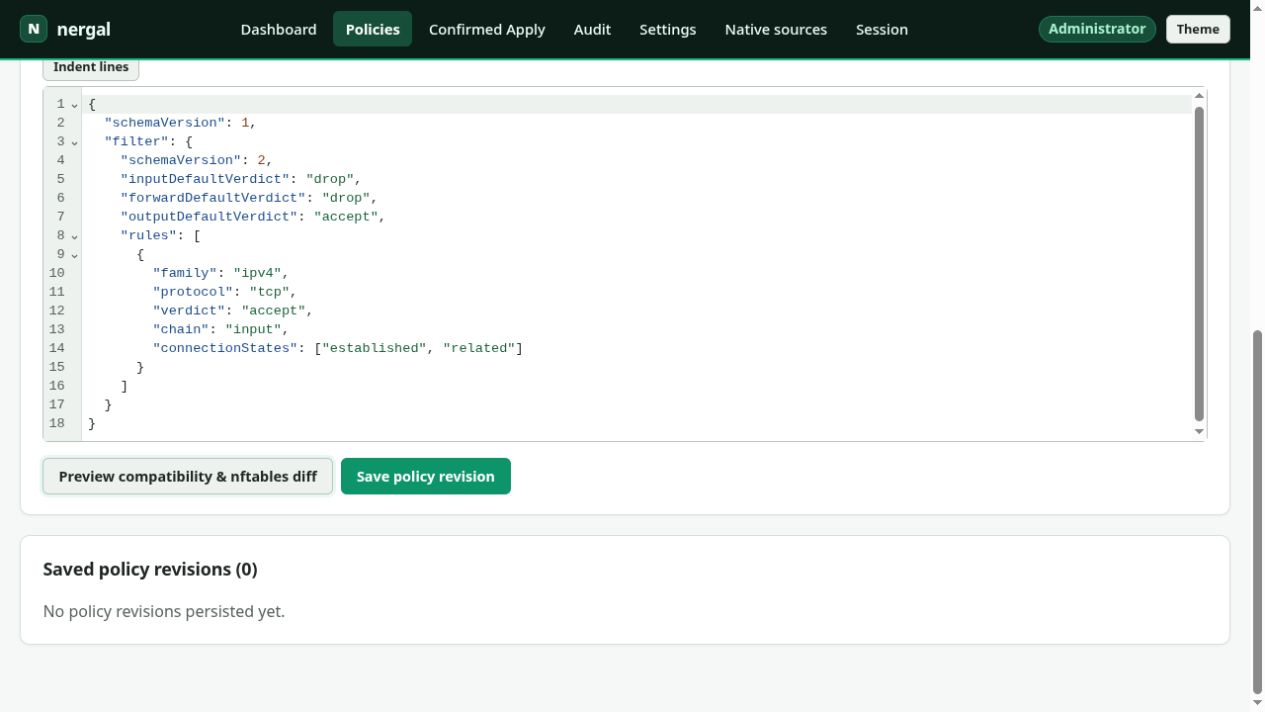 N nergal Dashboard Policies Confirmed Apply Audit Settings Native sources Session Administrator Theme
Indent lines
1 {
2 "schemaVersion": 1,
3 "filter": {
4 "schemaVersion": 2,
5 "inputDefaultVerdict": "drop",
6 "forwardDefaultVerdict": "drop",
7 "outputDefaultVerdict": "accept",
8 "rules": [
9 {
10 "family": "ipv4",
11 "protocol": "tcp",
12 "verdict": "accept",
13 "chain": "input",
14 "connectionStates": ["established", "related"]
15 }
16 ]
17 }
18 }
Preview compatibility & nftables diff Save policy revision
Saved policy revisions (0)
No policy revisions persisted yet.